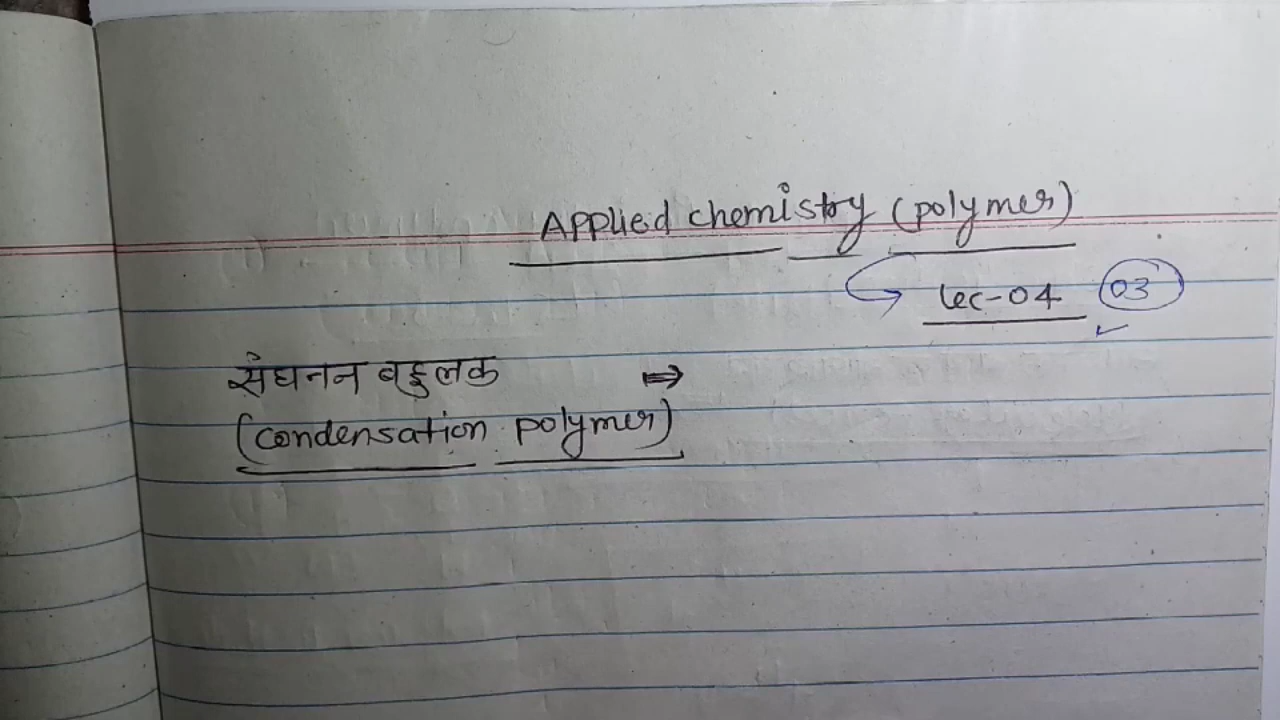 Applied chemistry (polymer)
Lec-04 03
संघनन बहुलक ⇒
(condensation polymer)